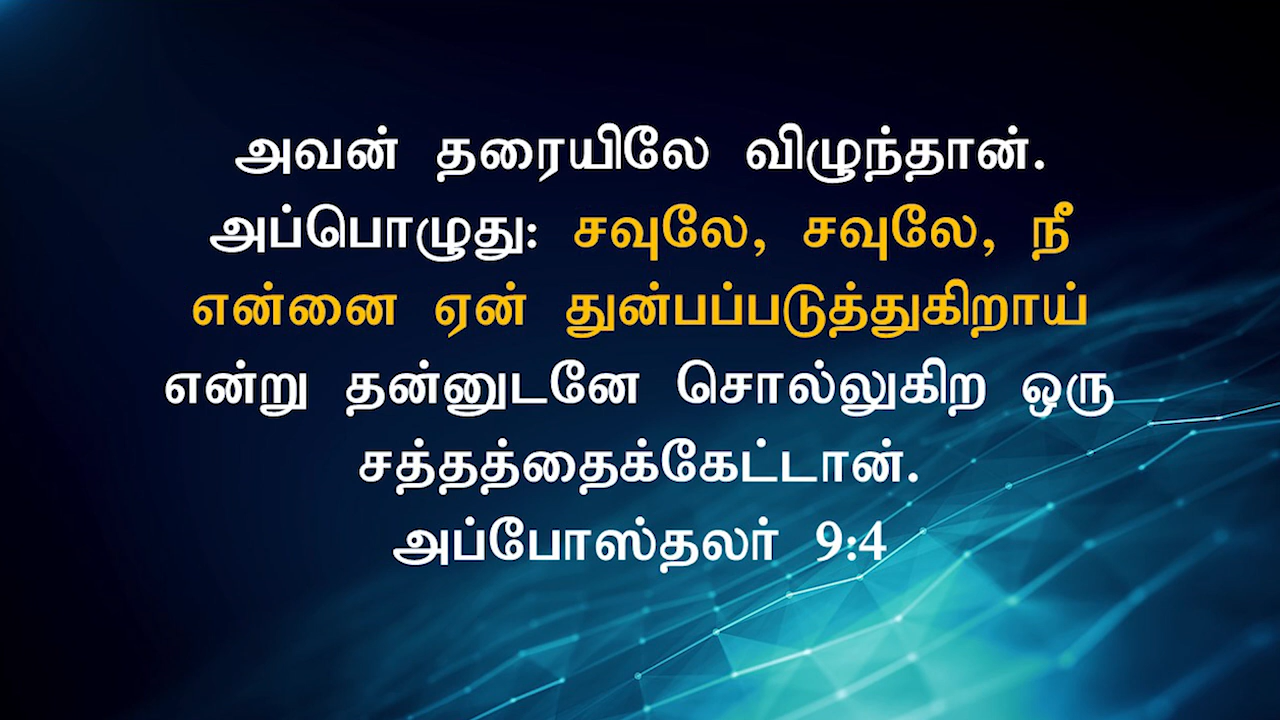 அவன் தரையிலே விழுந்தான்.
அப்பொழுது: சவுலே, சவுலே, நீ
என்னை ஏன் துன்பப்படுத்துகிறாய்
என்று தன்னுடனே சொல்லுகிற ஒரு
சத்தத்தைக்கேட்டான்.
அப்போஸ்தலர் 9:4